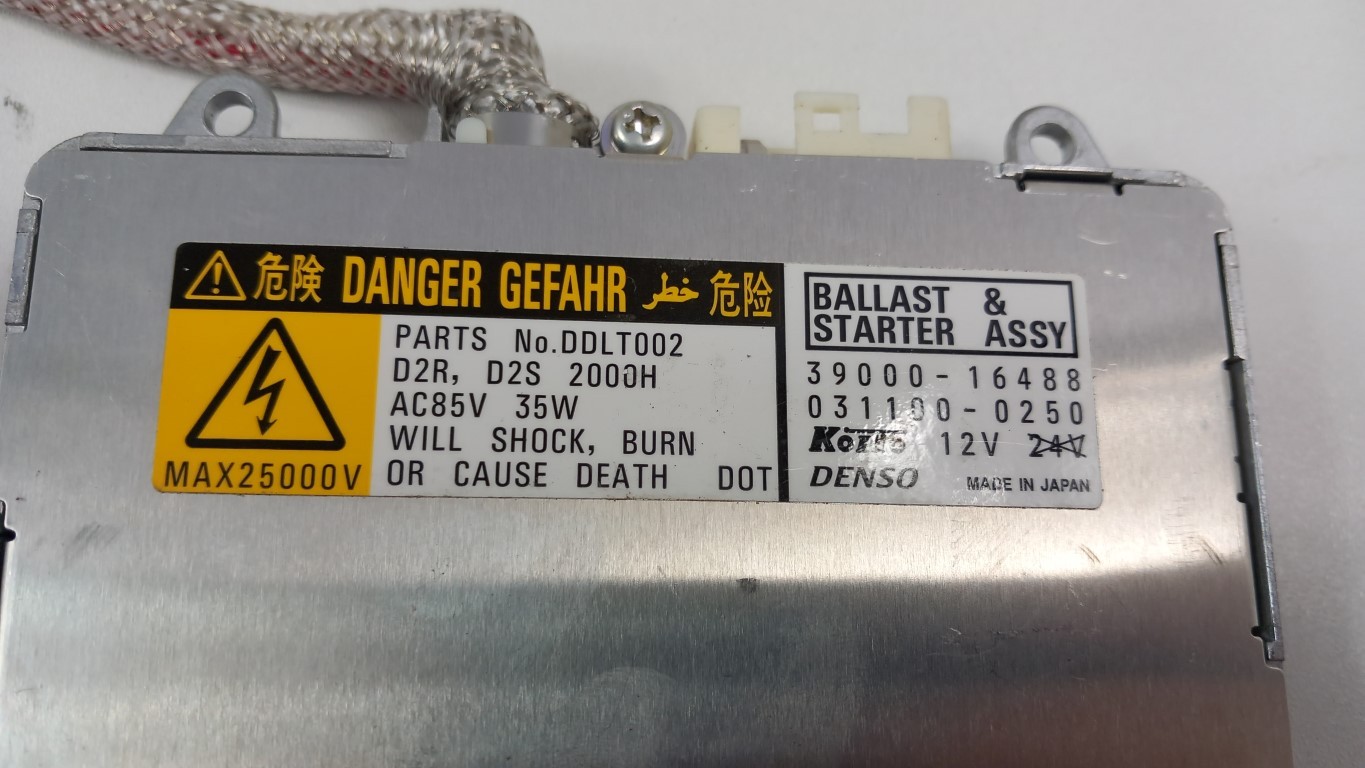 危険 DANGER GEFAHR خطر 危险
MAX25000V
PARTS No.DDLT002
D2R, D2S 2000H
AC85V 35W
WILL SHOCK, BURN
OR CAUSE DEATH DOT
BALLAST &
STARTER ASSY
39000-16488
031100-0250
KOITO 12V 24V
DENSO MADE IN JAPAN